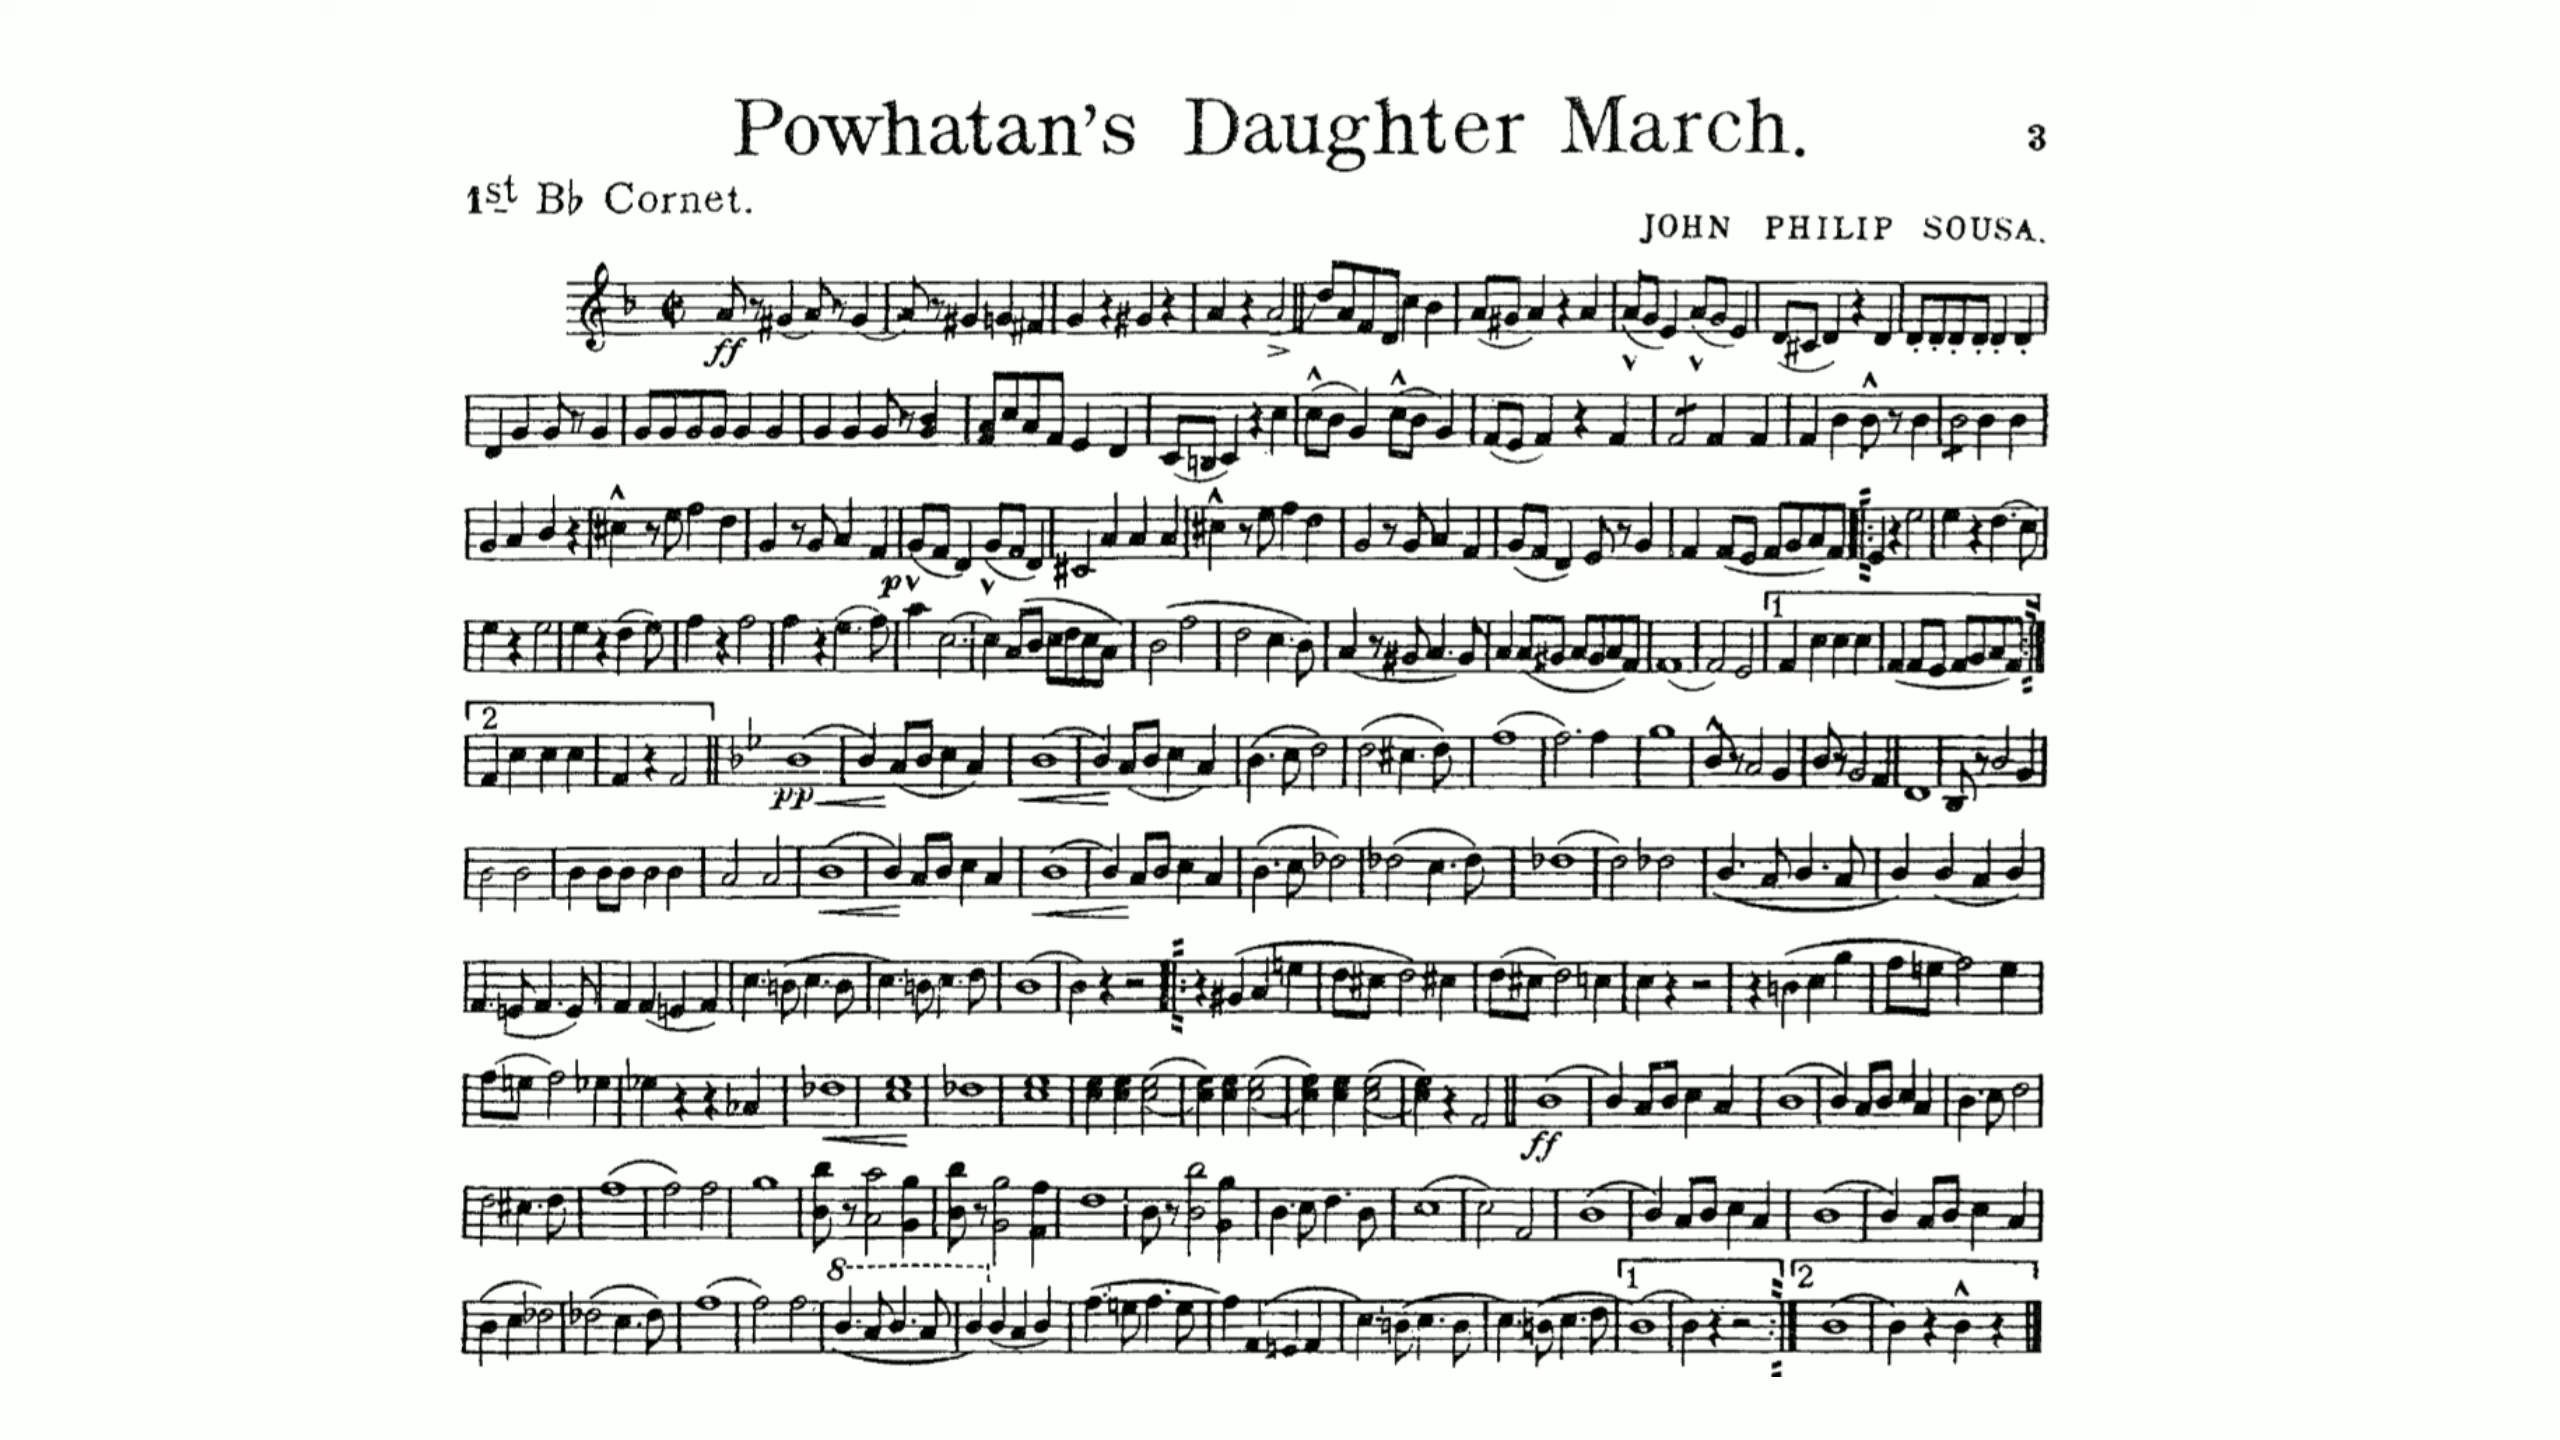 Powhatan's Daughter March.
3
1st B♭ Cornet.
JOHN PHILIP SOUSA.
ff
p
1
2
pp
ff
8
1
2